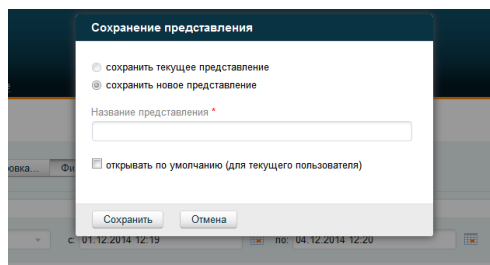 Сохранение представления
сохранить текущее представление
сохранить новое представление
Название представления *
открывать по умолчанию (для текущего пользователя)
Сохранить Отмена
с: 01.12.2014 12:19 по: 04.12.2014 12:20